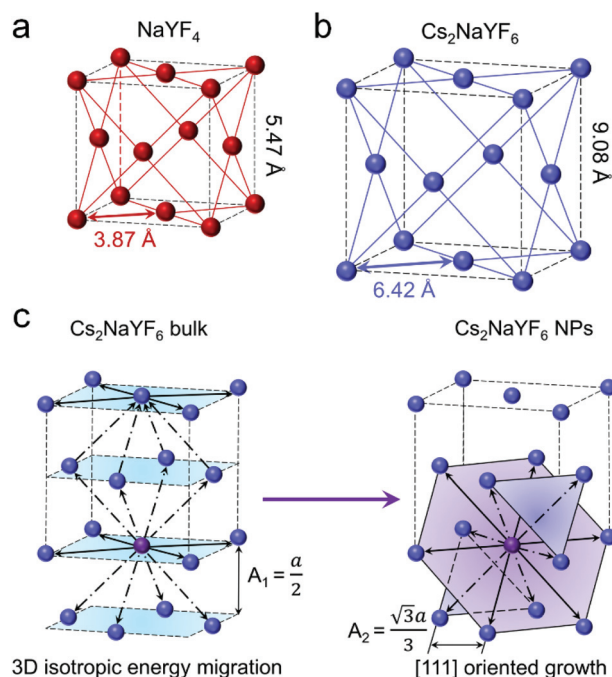 a
NaYF₄
5.47 Å
3.87 Å
b
Cs₂NaYF₆
9.08 Å
6.42 Å
c
Cs₂NaYF₆ bulk
Cs₂NaYF₆ NPs
A₁ = a/2
A₂ = √3a/3
3D isotropic energy migration
[111] oriented growth